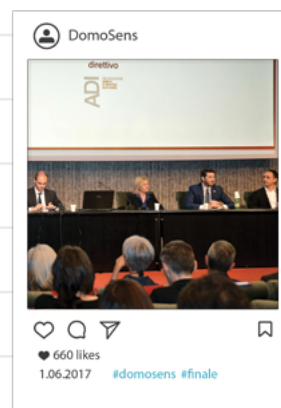 DomoSens
direttivo
ADI
660 likes
1.06.2017 #domosens #finale